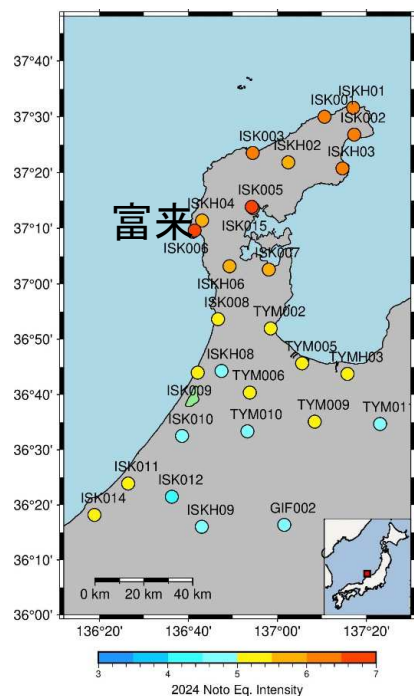 37°40'
37°30'
37°20'
37°10'
37°00'
36°50'
36°40'
36°30'
36°20'
36°10'
36°00'
ISKH01
ISK001
ISK002
ISK003
ISKH02
ISKH03
ISK005
ISKH04
富来
ISK015
ISK006
ISK007
ISKH06
ISK008
TYM002
TYM005
ISKH08
TYMH03
TYM006
ISK009
TYM011
ISK010
TYM010
TYM009
ISK011
ISK012
ISK014
ISKH09
GIF002
0 km 20 km 40 km
136°20' 136°40' 137°00' 137°20'
3 4 5 6 7
2024 Noto Eq. Intensity